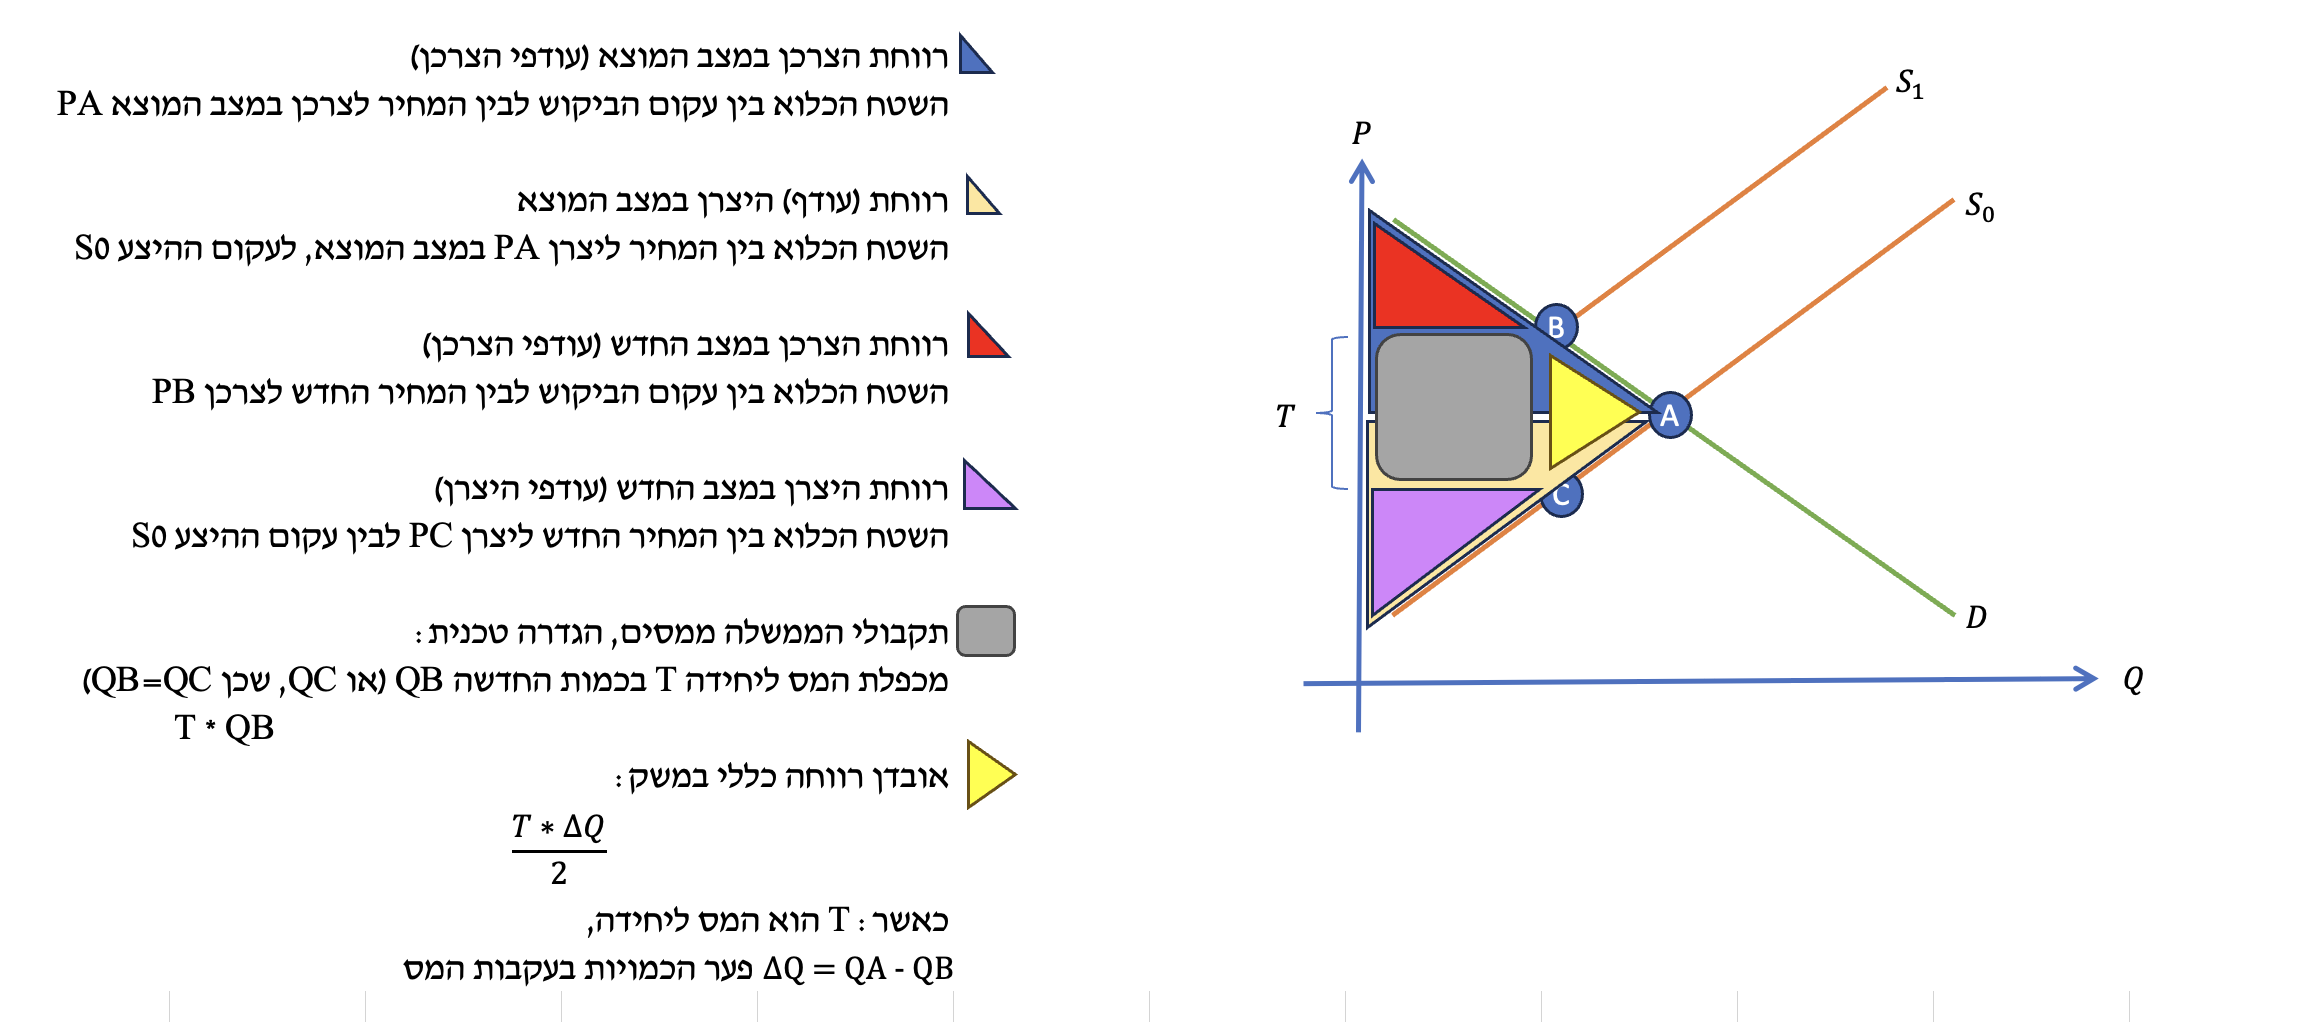 רווחת הצרכן במצב המוצא (עודפי הצרכן)
השטח הכלוא בין עקום הביקוש לבין המחיר לצרכן במצב המוצא PA
רווחת (עודף) היצרן במצב המוצא
השטח הכלוא בין המחיר ליצרן PA במצב המוצא, לעקום ההיצע S0
רווחת הצרכן במצב החדש (עודפי הצרכן)
השטח הכלוא בין עקום הביקוש לבין המחיר החדש לצרכן PB
רווחת היצרן במצב החדש (עודפי היצרן)
השטח הכלוא בין המחיר החדש ליצרן PC לבין עקום ההיצע S0
תקבולי הממשלה ממסים, הגדרה טכנית:
מכפלת המס ליחידה T בכמות החדשה QB (או QC, שכן QB=QC)
T * QB
אובדן רווחה כללי במשק:
T * ΔQ
2
כאשר: T הוא המס ליחידה,
ΔQ = QA - QB פער הכמויות בעקבות המס
S₁
P
S₀
B
T
A
C
D
Q